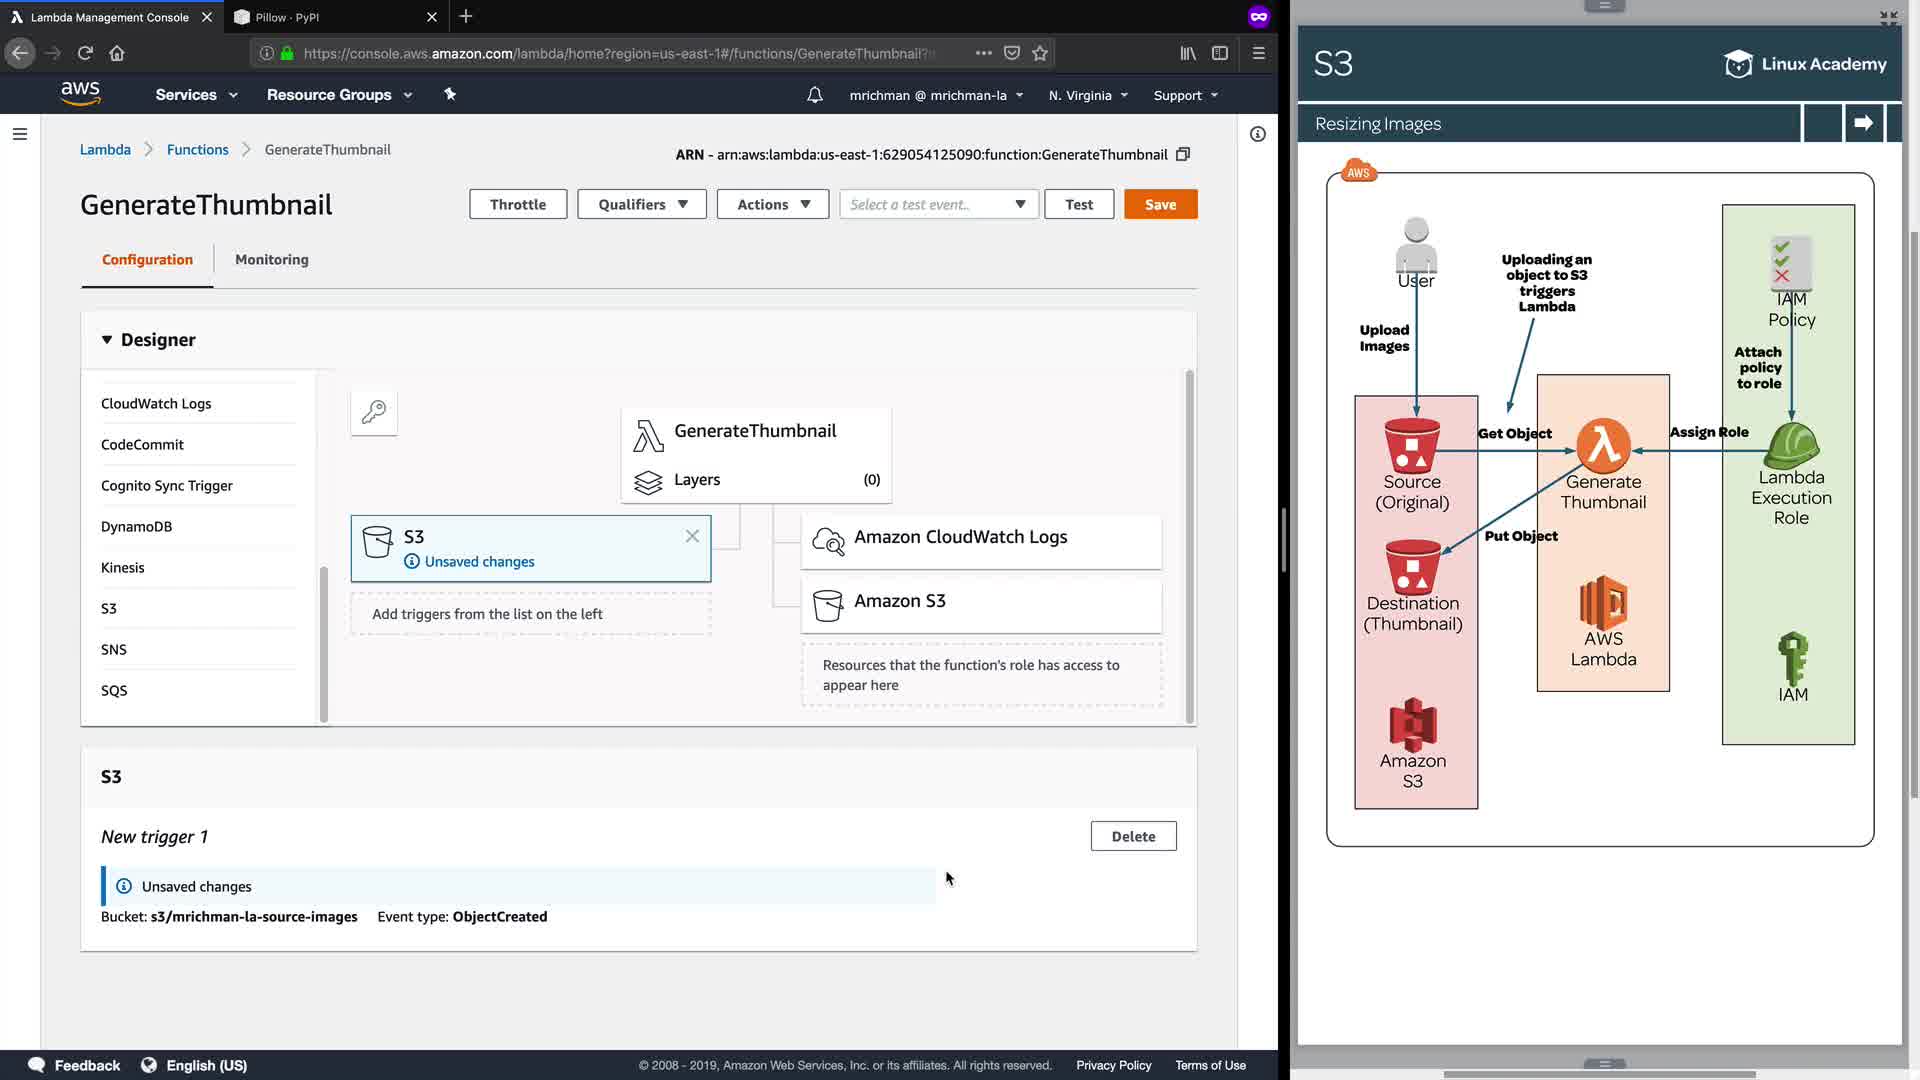 Lambda Management Console
Pillow · PyPI
https://console.aws.amazon.com/lambda/home?region=us-east-1#/functions/GenerateThumbnail?
aws
Services
Resource Groups
mrichman @ mrichman-la
N. Virginia
Support
Lambda
Functions
GenerateThumbnail
ARN - arn:aws:lambda:us-east-1:629054125090:function:GenerateThumbnail
GenerateThumbnail
Throttle
Qualifiers
Actions
Select a test event..
Test
Save
Configuration
Monitoring
Designer
CloudWatch Logs
CodeCommit
Cognito Sync Trigger
DynamoDB
Kinesis
S3
SNS
SQS
GenerateThumbnail
Layers
(0)
S3
Unsaved changes
Add triggers from the list on the left
Amazon CloudWatch Logs
Amazon S3
Resources that the function's role has access to
appear here
S3
New trigger 1
Delete
Unsaved changes
Bucket: s3/mrichman-la-source-images Event type: ObjectCreated
Feedback
English (US)
© 2008 - 2019, Amazon Web Services, Inc. or its affiliates. All rights reserved.
Privacy Policy
Terms of Use
S3
Linux Academy
Resizing Images
AWS
User
Uploading an
object to S3
triggers
Lambda
IAM
Policy
Upload
Images
Attach
policy
to role
Get Object
Assign Role
Source
(Original)
Generate
Thumbnail
Lambda
Execution
Role
Put Object
Destination
(Thumbnail)
AWS
Lambda
IAM
Amazon
S3